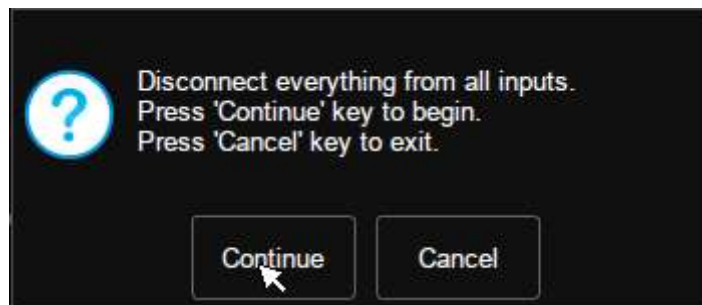 Disconnect everything from all inputs.
Press 'Continue' key to begin.
Press 'Cancel' key to exit.
Continue Cancel